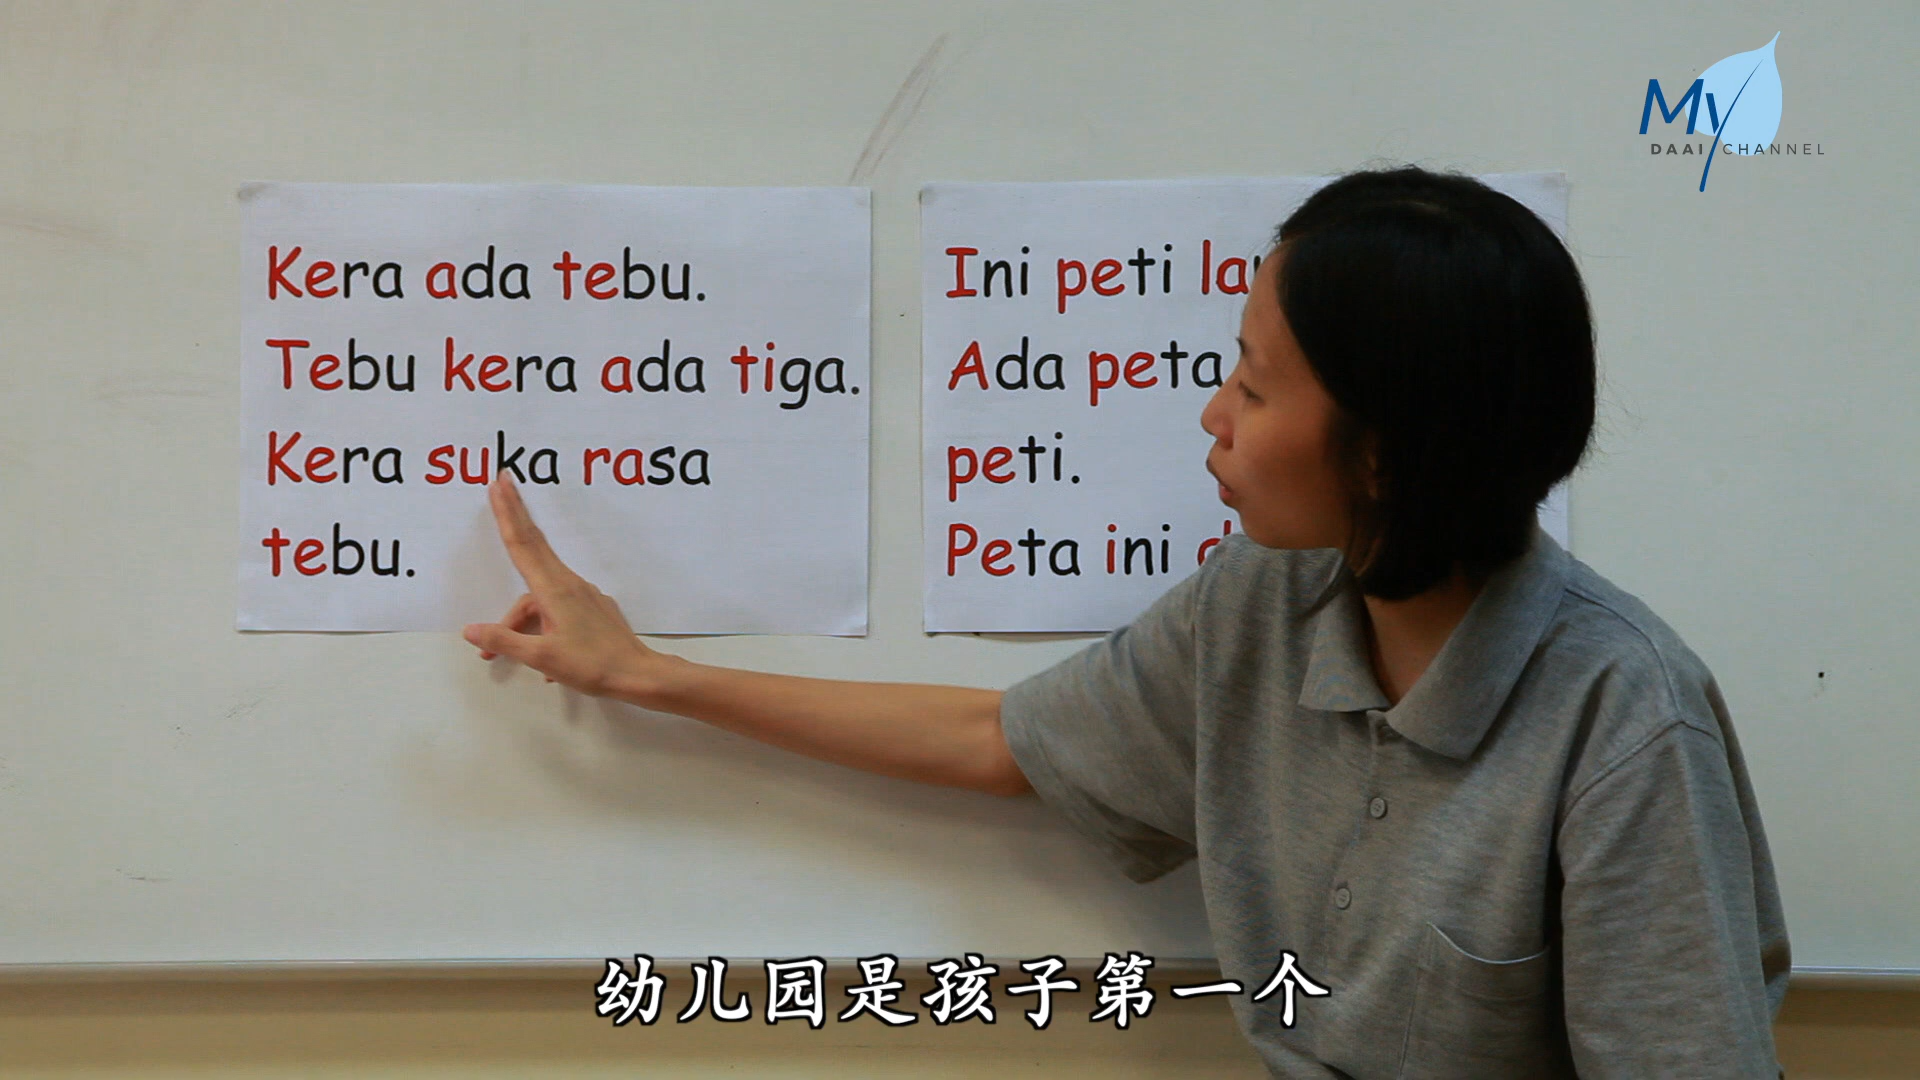 My
DAAI CHANNEL
Kera ada tebu.
Tebu kera ada tiga.
Kera suka rasa
tebu.
Ini peti
Ada peta
peti.
Peta ini
幼儿园是孩子第一个